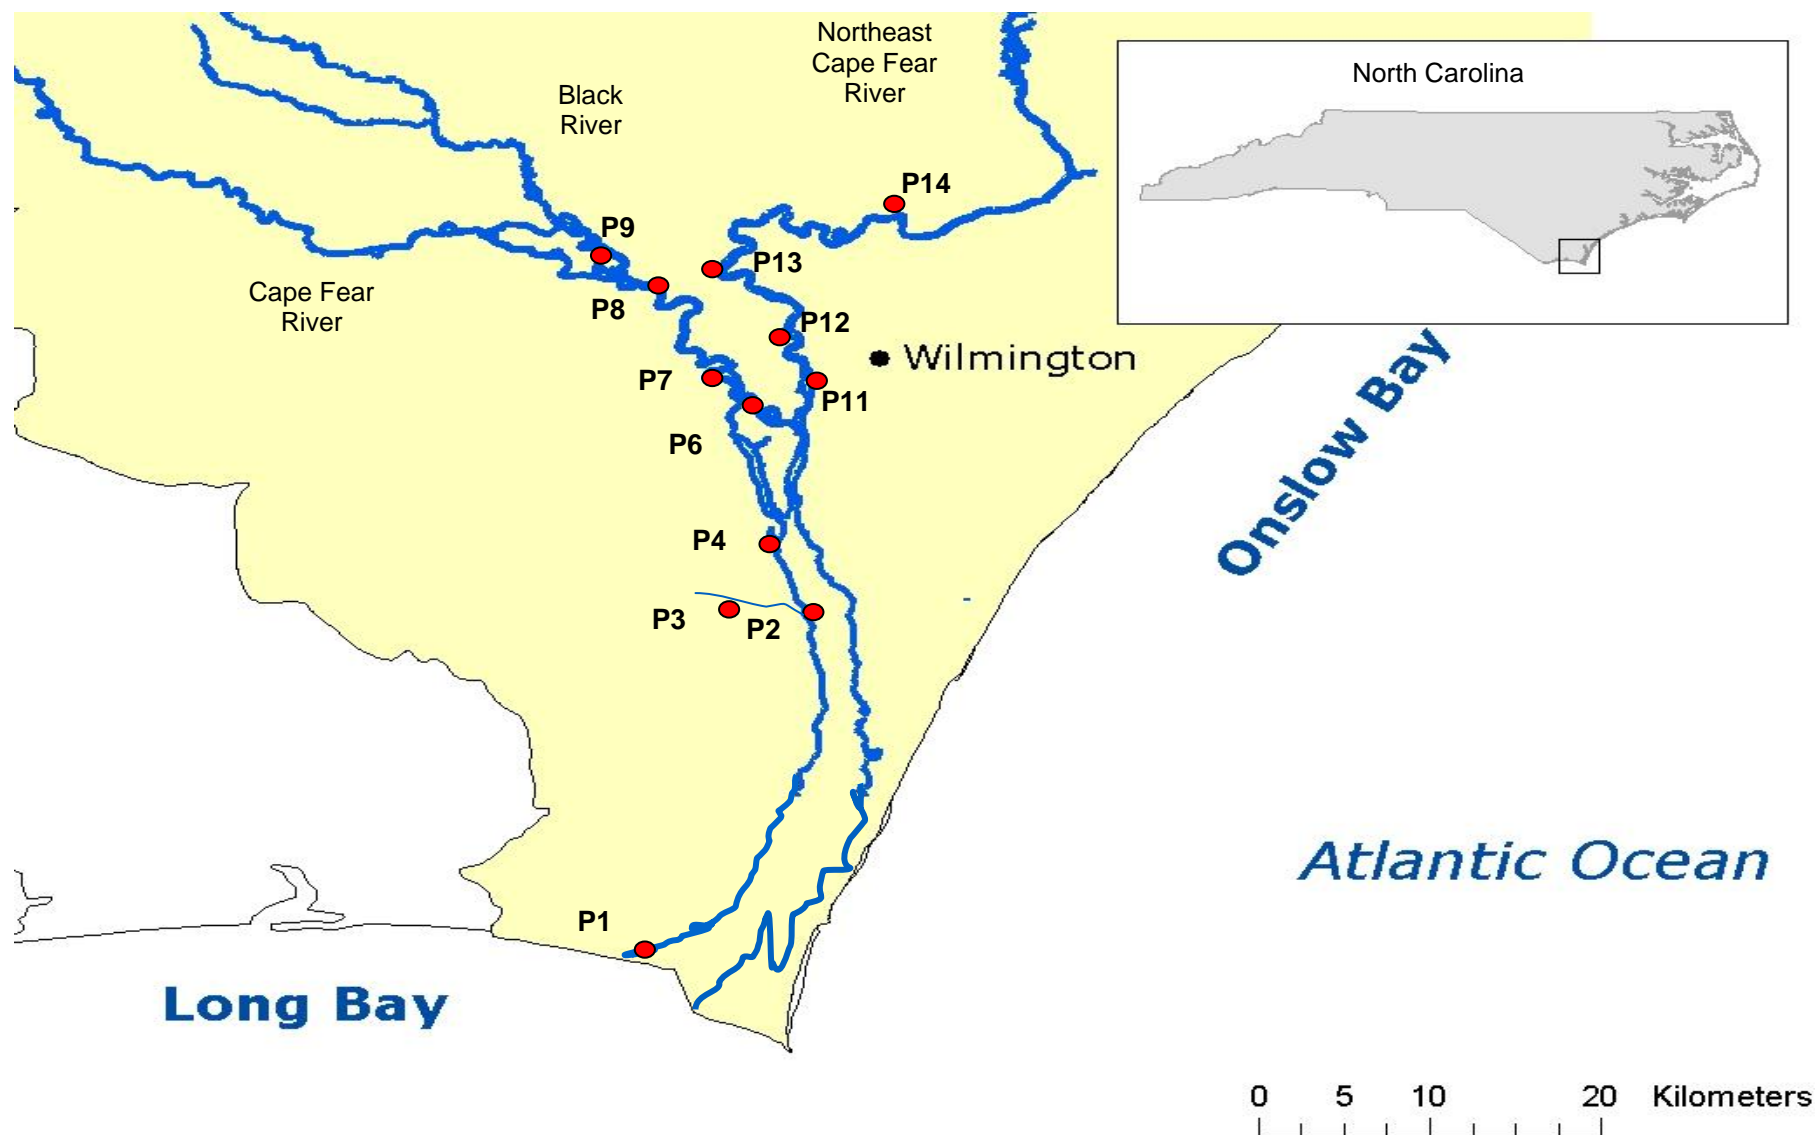 Northeast
Cape Fear
River
North Carolina
Black
River
P14
P9
P13
Cape Fear
River
P8
P12
Wilmington
P7
P11
P6
Onslow Bay
P4
P3
P2
Atlantic Ocean
P1
Long Bay
0 5 10 20 Kilometers